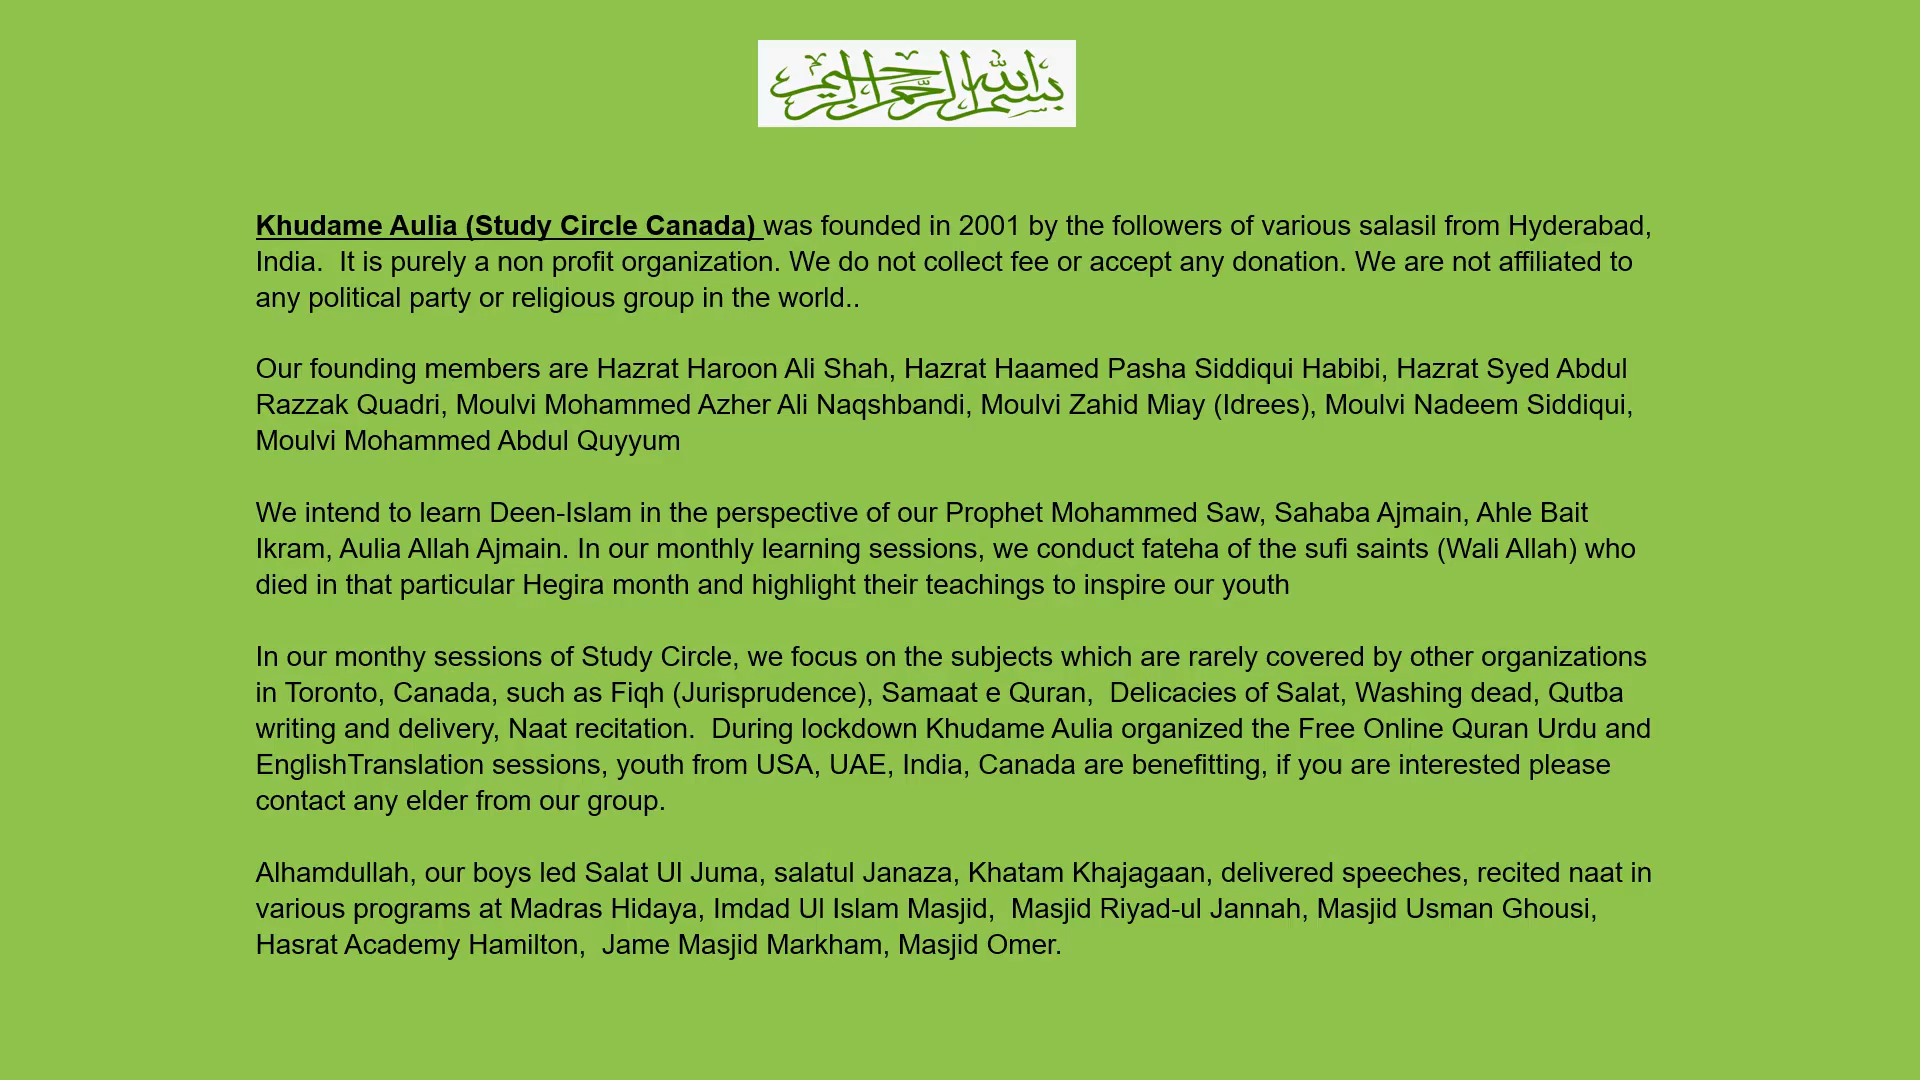 بسم الله الرحمن الرحيم
Khudame Aulia (Study Circle Canada) was founded in 2001 by the followers of various salasil from Hyderabad,
India.  It is purely a non profit organization. We do not collect fee or accept any donation. We are not affiliated to
any political party or religious group in the world..
Our founding members are Hazrat Haroon Ali Shah, Hazrat Haamed Pasha Siddiqui Habibi, Hazrat Syed Abdul
Razzak Quadri, Moulvi Mohammed Azher Ali Naqshbandi, Moulvi Zahid Miay (Idrees), Moulvi Nadeem Siddiqui,
Moulvi Mohammed Abdul Quyyum
We intend to learn Deen-Islam in the perspective of our Prophet Mohammed Saw, Sahaba Ajmain, Ahle Bait
Ikram, Aulia Allah Ajmain. In our monthly learning sessions, we conduct fateha of the sufi saints (Wali Allah) who
died in that particular Hegira month and highlight their teachings to inspire our youth
In our monthy sessions of Study Circle, we focus on the subjects which are rarely covered by other organizations
in Toronto, Canada, such as Fiqh (Jurisprudence), Samaat e Quran,  Delicacies of Salat, Washing dead, Qutba
writing and delivery, Naat recitation.  During lockdown Khudame Aulia organized the Free Online Quran Urdu and
EnglishTranslation sessions, youth from USA, UAE, India, Canada are benefitting, if you are interested please
contact any elder from our group.
Alhamdullah, our boys led Salat Ul Juma, salatul Janaza, Khatam Khajagaan, delivered speeches, recited naat in
various programs at Madras Hidaya, Imdad Ul Islam Masjid,  Masjid Riyad-ul Jannah, Masjid Usman Ghousi,
Hasrat Academy Hamilton,  Jame Masjid Markham, Masjid Omer.